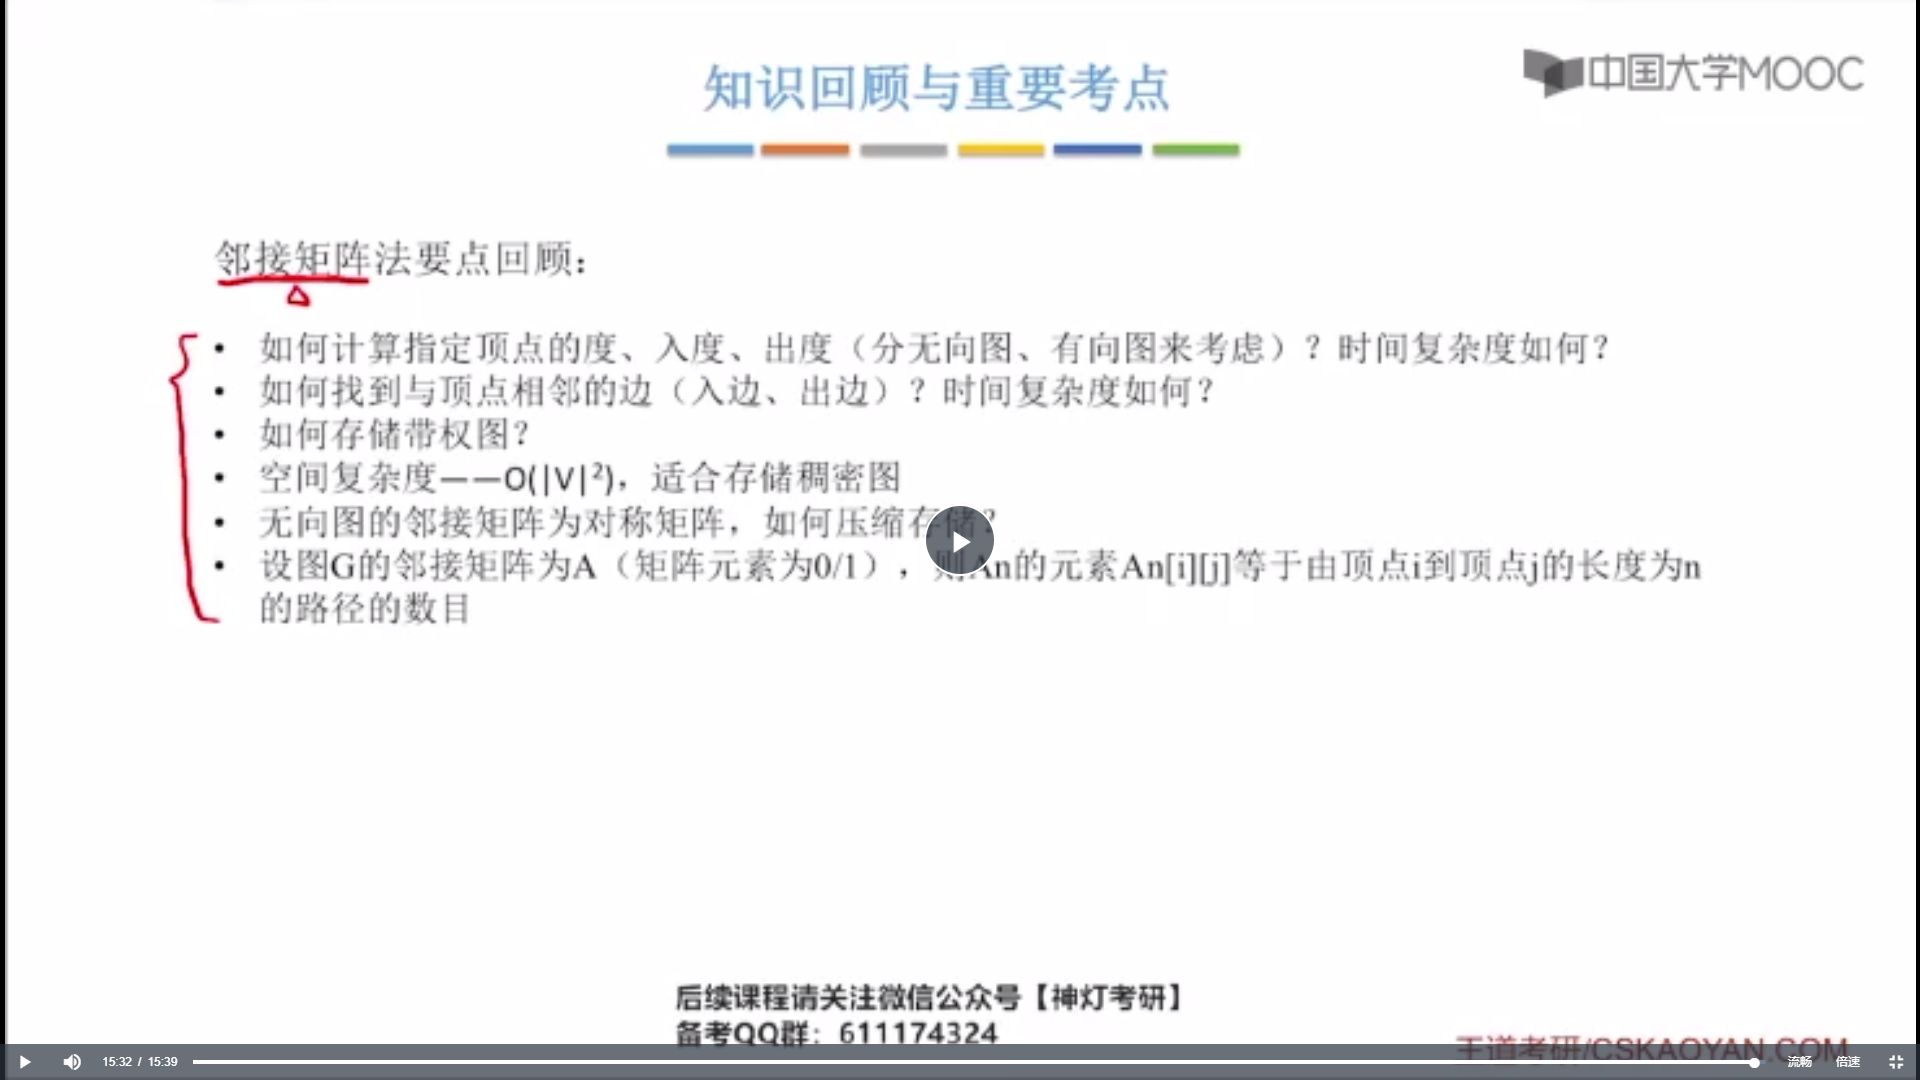 知识回顾与重要考点
中国大学MOOC
邻接矩阵法要点回顾:
• 如何计算指定顶点的度、入度、出度（分无向图、有向图来考虑）? 时间复杂度如何?
• 如何找到与顶点相邻的边（入边、出边）? 时间复杂度如何?
• 如何存储带权图?
• 空间复杂度——O(|V|²)，适合存储稠密图
• 无向图的邻接矩阵为对称矩阵，如何压缩存储?
• 设图G的邻接矩阵为A（矩阵元素为0/1），则An的元素An[i][j]等于由顶点i到顶点j的长度为n
的路径的数目
后续课程请关注微信公众号【神灯考研】
备考QQ群：611174324
王道考研/CSKAOYAN.COM
15:32 / 15:39
流畅
倍速